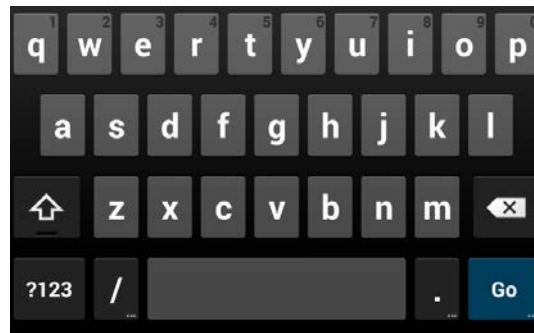 1 2 3 4 5 6 7 8 9 0
q w e r t y u i o p
a s d f g h j k l
z x c v b n m
?123 / . Go